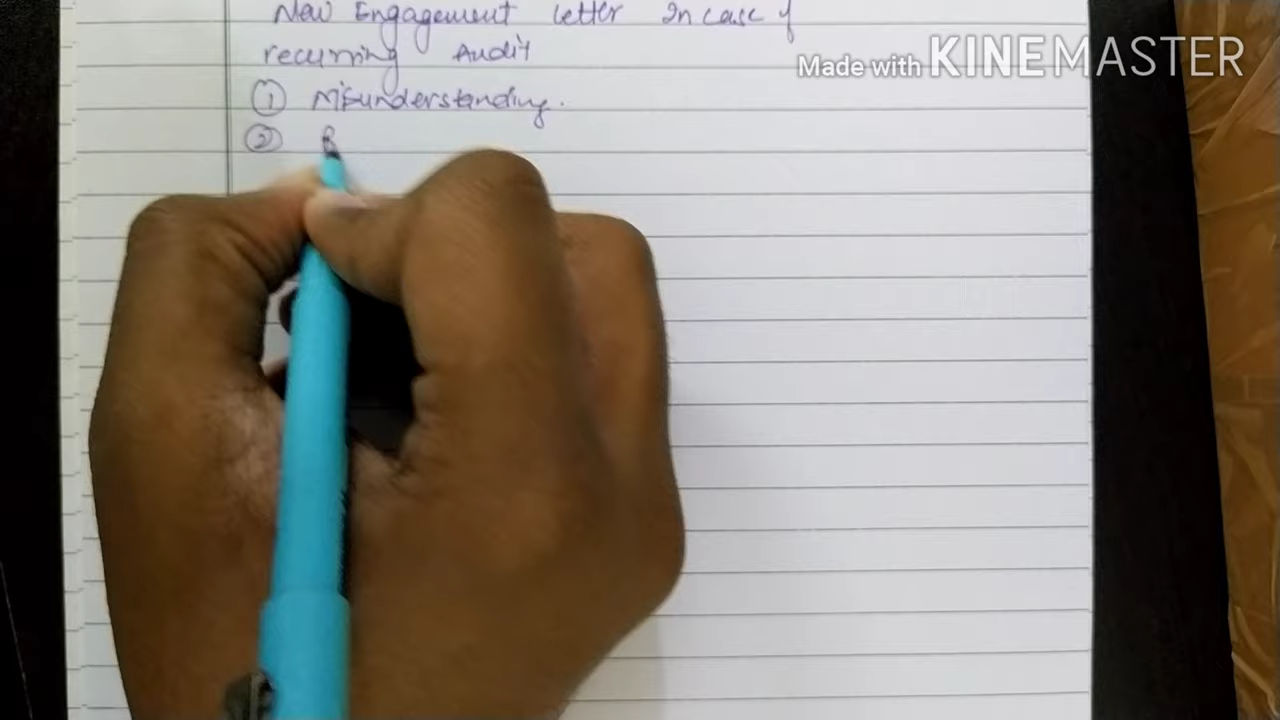 New Engagement letter In case of
recurring Audit
Made with KINEMASTER
① Misunderstanding.
② R